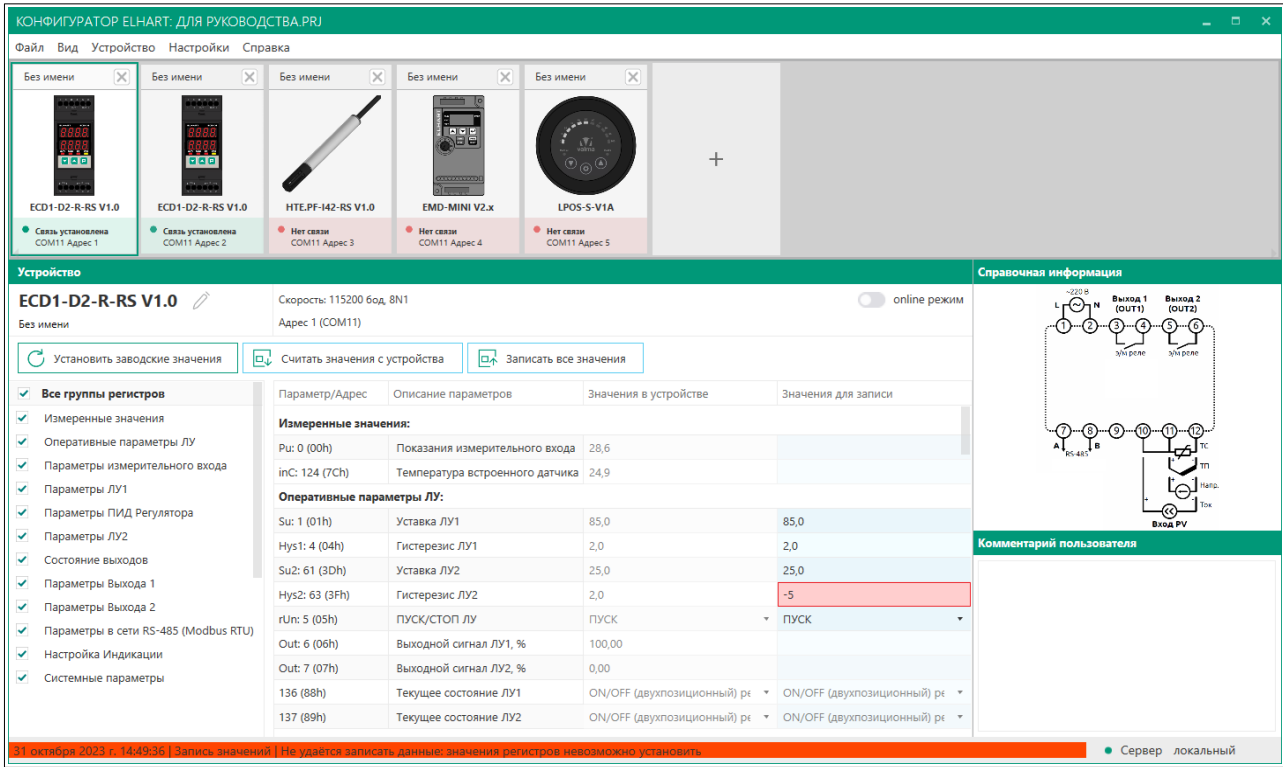 КОНФИГУРАТОР ELHART: ДЛЯ РУКОВОДСТВА.PRJ
Файл Вид Устройство Настройки Справка
Без имени Без имени Без имени Без имени Без имени
+
ECD1-D2-R-RS V1.0 ECD1-D2-R-RS V1.0 HTE.PF-I42-RS V1.0 EMD-MINI V2.x LPOS-S-V1A
Связь установлена Связь установлена Нет связи Нет связи Нет связи
COM11 Адрес 1 COM11 Адрес 2 COM11 Адрес 3 COM11 Адрес 4 COM11 Адрес 5
Устройство
ECD1-D2-R-RS V1.0
Без имени
Скорость: 115200 бод, 8N1
Адрес 1 (COM11)
online режим
Установить заводские значения Считать значения с устройства Записать все значения
Все группы регистров
Измеренные значения
Оперативные параметры ЛУ
Параметры измерительного входа
Параметры ЛУ1
Параметры ПИД Регулятора
Параметры ЛУ2
Состояние выходов
Параметры Выхода 1
Параметры Выхода 2
Параметры в сети RS-485 (Modbus RTU)
Настройка Индикации
Системные параметры
Параметр/Адрес Описание параметров Значения в устройстве Значения для записи
Измеренные значения:
Pu: 0 (00h) Показания измерительного входа 28,6
inC: 124 (7Ch) Температура встроенного датчика 24,9
Оперативные параметры ЛУ:
Su: 1 (01h) Уставка ЛУ1 85,0 85,0
Hys1: 4 (04h) Гистерезис ЛУ1 2,0 2,0
Su2: 61 (3Dh) Уставка ЛУ2 25,0 25,0
Hys2: 63 (3Fh) Гистерезис ЛУ2 2,0 -5
rUn: 5 (05h) ПУСК/СТОП ЛУ ПУСК ПУСК
Out: 6 (06h) Выходной сигнал ЛУ1, % 100,00
Out: 7 (07h) Выходной сигнал ЛУ2, % 0,00
136 (88h) Текущее состояние ЛУ1 ON/OFF (двухпозиционный) ре ON/OFF (двухпозиционный) ре
137 (89h) Текущее состояние ЛУ2 ON/OFF (двухпозиционный) ре ON/OFF (двухпозиционный) ре
Справочная информация
~220 В
L N Выход 1 Выход 2
(OUT1) (OUT2)
1 2 3 4 5 6
э/м реле э/м реле
7 8 9 10 11 12
A B
RS-485
ТС
ТП
Напр.
Ток
Вход PV
Комментарий пользователя
31 октября 2023 г. 14:49:36 | Запись значений | Не удаётся записать данные: значения регистров невозможно установить
Сервер локальный